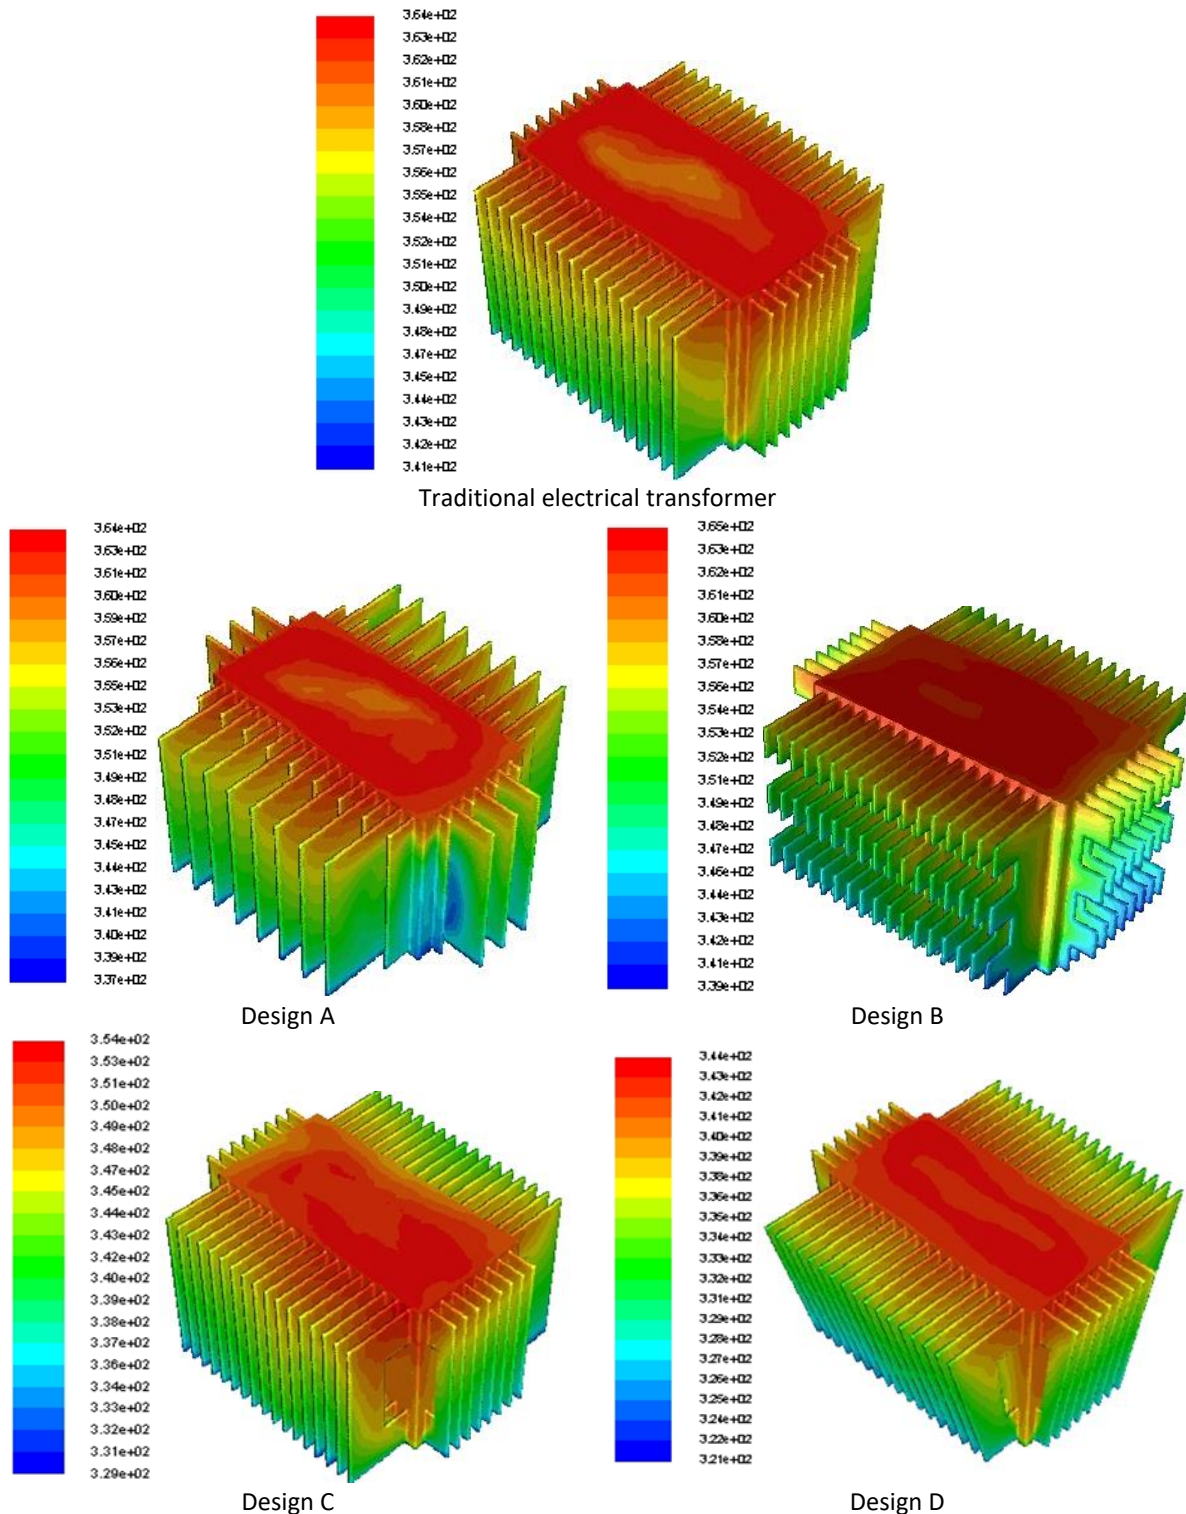 3.64e+02
3.63e+02
3.62e+02
3.61e+02
3.60e+02
3.58e+02
3.57e+02
3.56e+02
3.55e+02
3.54e+02
3.52e+02
3.51e+02
3.50e+02
3.49e+02
3.48e+02
3.47e+02
3.45e+02
3.44e+02
3.43e+02
3.42e+02
3.41e+02
Traditional electrical transformer
3.64e+02
3.63e+02
3.61e+02
3.60e+02
3.59e+02
3.57e+02
3.56e+02
3.55e+02
3.53e+02
3.52e+02
3.51e+02
3.49e+02
3.48e+02
3.47e+02
3.45e+02
3.44e+02
3.43e+02
3.41e+02
3.40e+02
3.39e+02
3.37e+02
Design A
3.65e+02
3.63e+02
3.62e+02
3.61e+02
3.60e+02
3.58e+02
3.57e+02
3.56e+02
3.54e+02
3.53e+02
3.52e+02
3.51e+02
3.49e+02
3.48e+02
3.47e+02
3.46e+02
3.44e+02
3.43e+02
3.42e+02
3.41e+02
3.39e+02
Design B
3.54e+02
3.53e+02
3.51e+02
3.50e+02
3.49e+02
3.48e+02
3.47e+02
3.45e+02
3.44e+02
3.43e+02
3.42e+02
3.40e+02
3.39e+02
3.38e+02
3.37e+02
3.36e+02
3.34e+02
3.33e+02
3.32e+02
3.31e+02
3.29e+02
Design C
3.44e+02
3.43e+02
3.42e+02
3.41e+02
3.40e+02
3.39e+02
3.38e+02
3.36e+02
3.35e+02
3.34e+02
3.33e+02
3.32e+02
3.31e+02
3.29e+02
3.28e+02
3.27e+02
3.26e+02
3.25e+02
3.24e+02
3.22e+02
3.21e+02
Design D